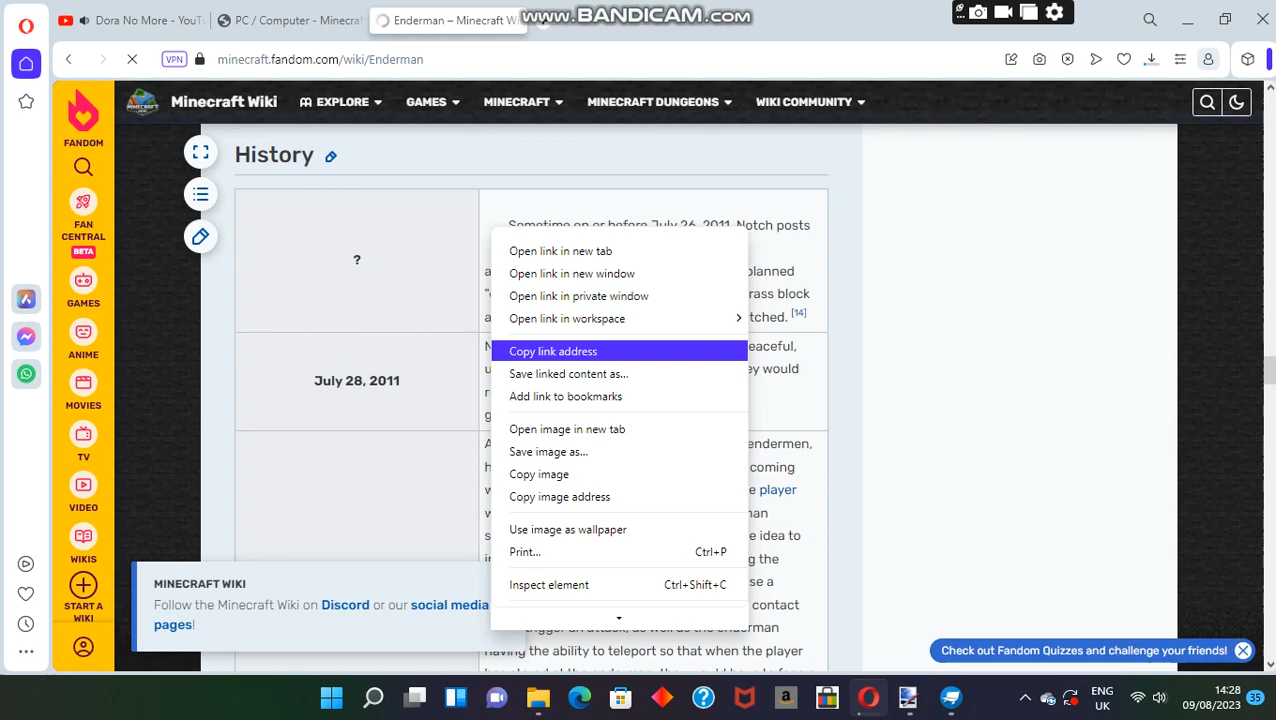 Dora No More - YouTu
PC / Computer - Minec
Enderman – Minecraft Wi
www.BANDICAM.com
VPN
minecraft.fandom.com/wiki/Enderman
FANDOM
FAN
CENTRAL
BETA
GAMES
ANIME
MOVIES
TV
VIDEO
WIKIS
START A
WIKI
Minecraft Wiki
EXPLORE
GAMES
MINECRAFT
MINECRAFT DUNGEONS
WIKI COMMUNITY
History
?
Sometime on or before July 26, 2011, Notch posts
a planned
rass block
a tched. [14]
July 28, 2011
N eaceful,
u ey would
r
g
A endermen,
h coming
w e player
w man
s e idea to
i g the
se a
contact
trigger an attack, as well as the enderman
having the ability to teleport so that when the player
Open link in new tab
Open link in new window
Open link in private window
Open link in workspace
Copy link address
Save linked content as...
Add link to bookmarks
Open image in new tab
Save image as...
Copy image
Copy image address
Use image as wallpaper
Print... Ctrl+P
Inspect element Ctrl+Shift+C
MINECRAFT WIKI
Follow the Minecraft Wiki on Discord or our social media
pages!
Check out Fandom Quizzes and challenge your friends!
ENG
UK
14:28
09/08/2023
35